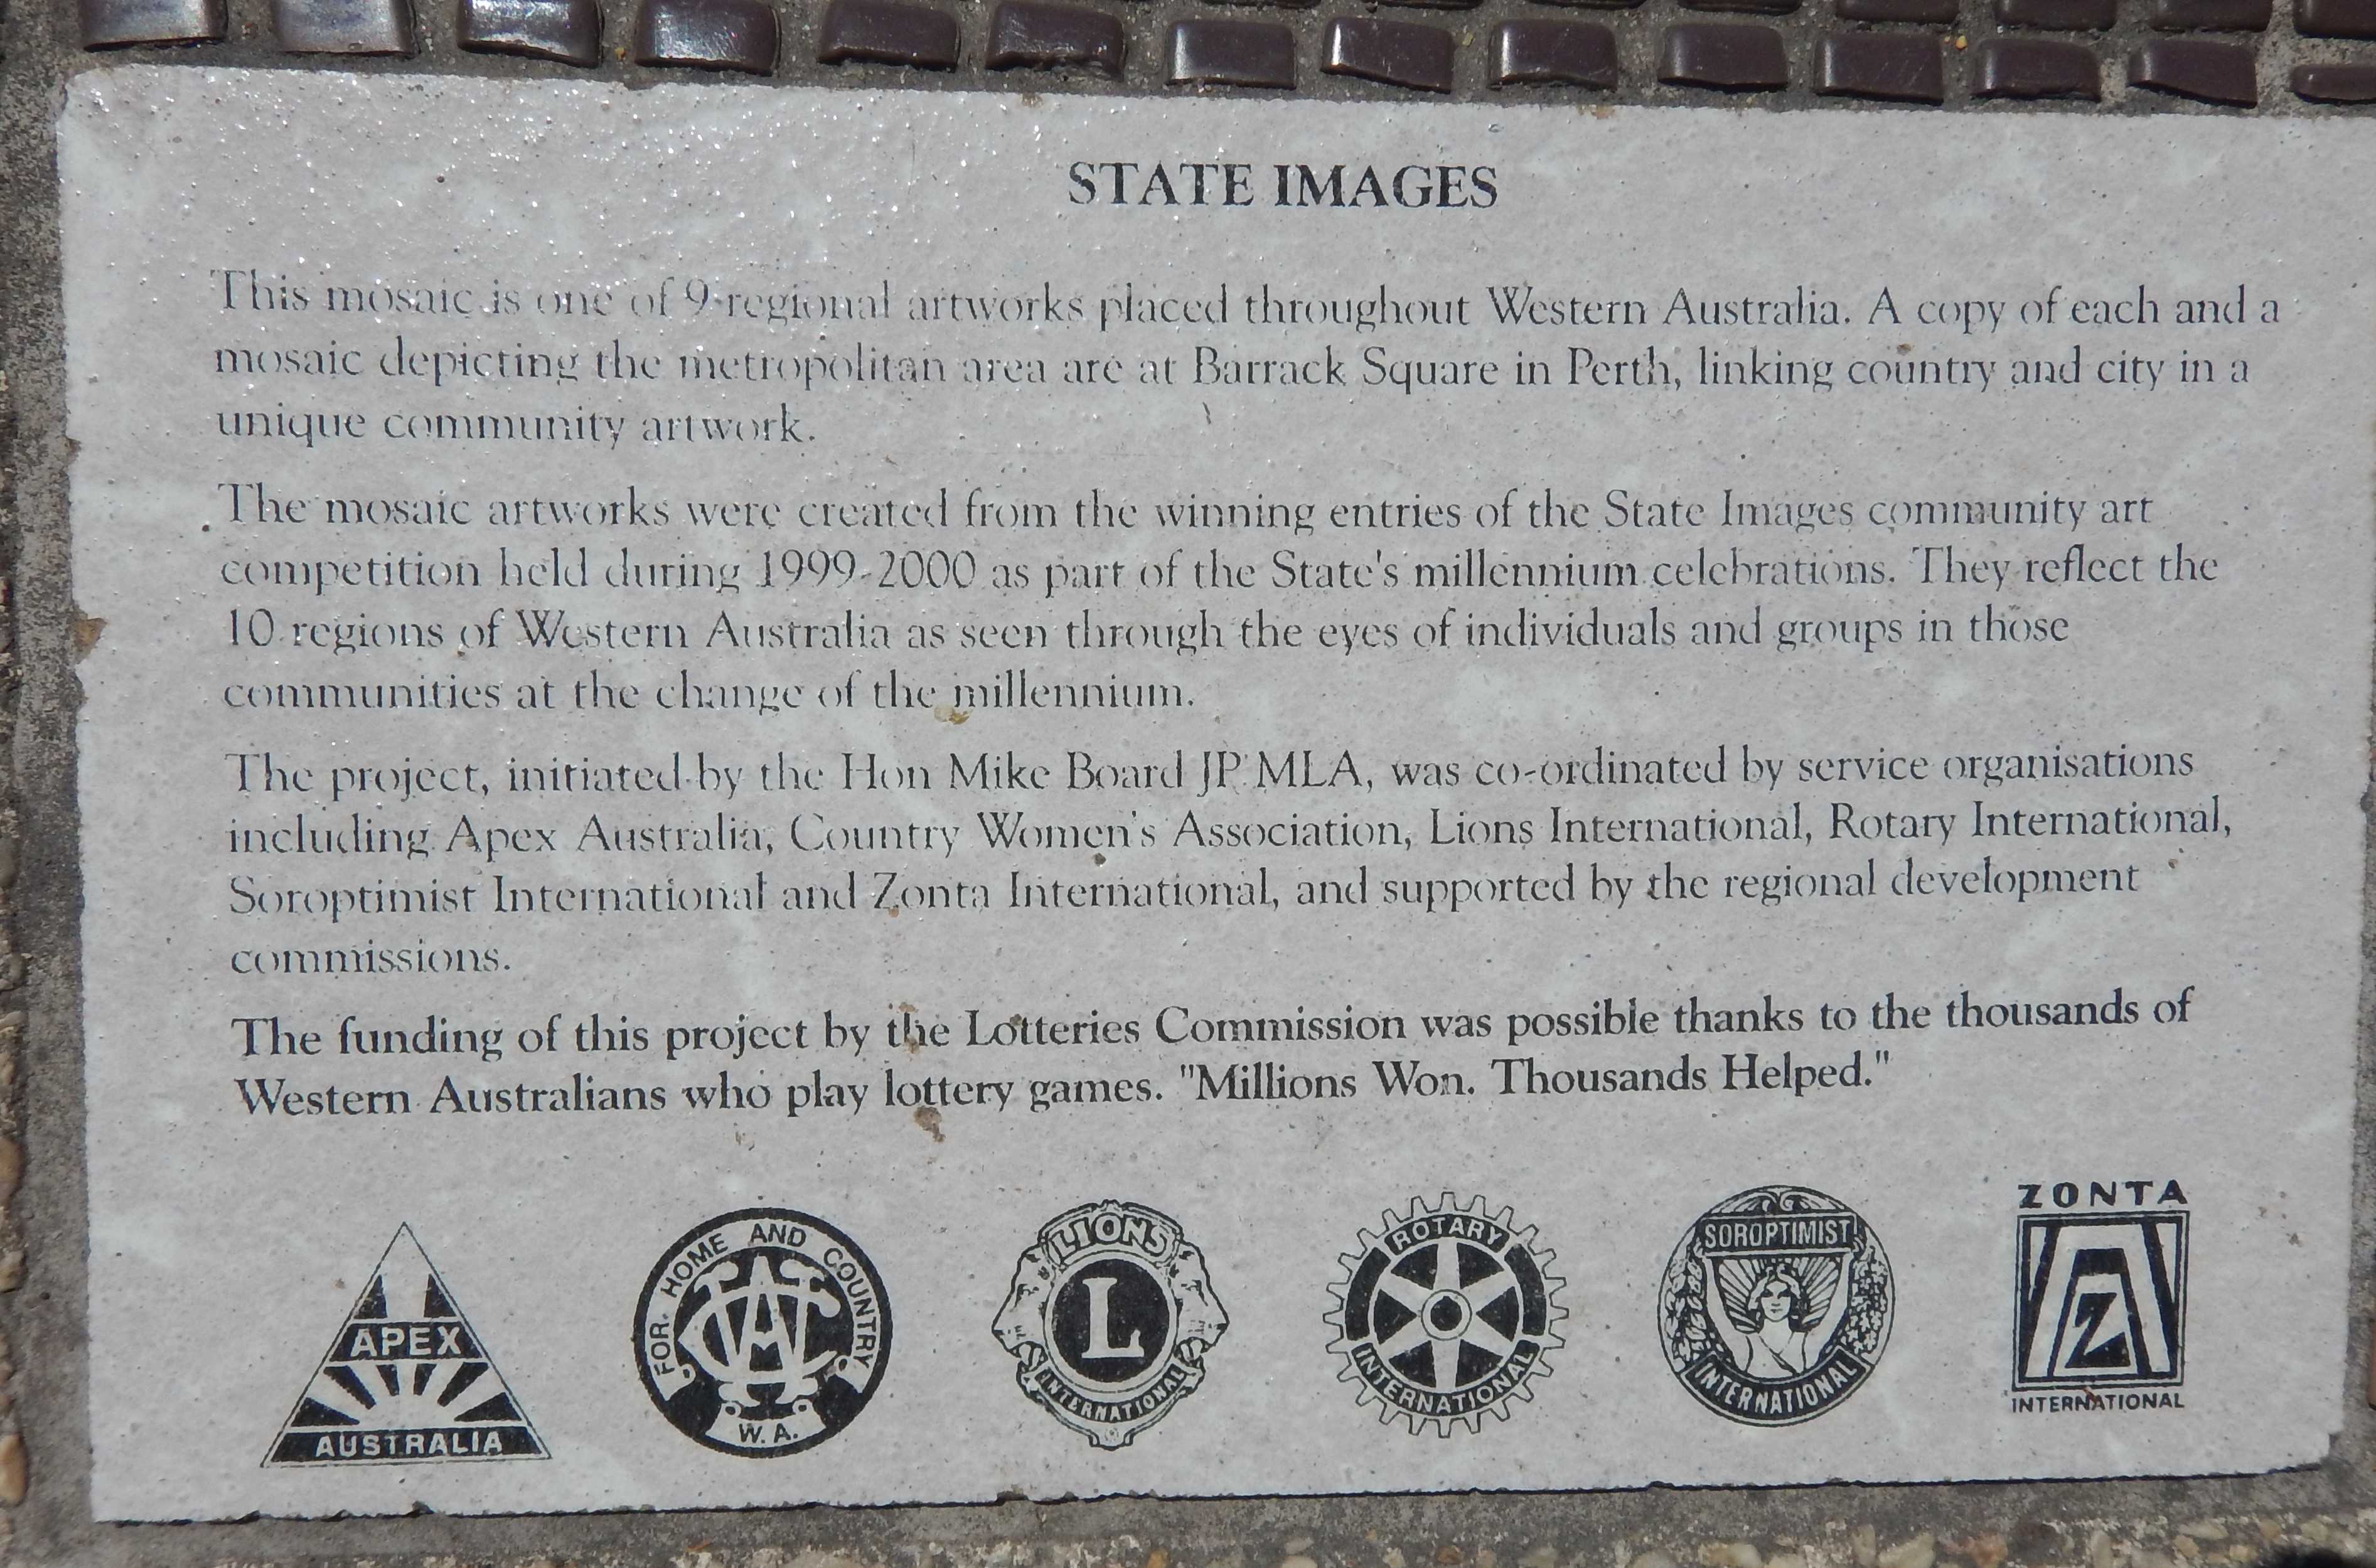 STATE IMAGES
This mosaic is one of 9 regional artworks placed throughout Western Australia. A copy of each and a
mosaic depicting the metropolitan area are at Barrack Square in Perth, linking country and city in a
unique community artwork.
The mosaic artworks were created from the winning entries of the State Images community art
competition held during 1999-2000 as part of the State's millennium celebrations. They reflect the
10 regions of Western Australia as seen through the eyes of individuals and groups in those
communities at the change of the millennium.
The project, initiated by the Hon Mike Board JP MLA, was co-ordinated by service organisations
including Apex Australia, Country Women's Association, Lions International, Rotary International,
Soroptimist International and Zonta International, and supported by the regional development
commissions.
The funding of this project by the Lotteries Commission was possible thanks to the thousands of
Western Australians who play lottery games. "Millions Won. Thousands Helped."
APEX
AUSTRALIA
FOR HOME AND COUNTRY
CWA
W.A.
LIONS
L
INTERNATIONAL
ROTARY
INTERNATIONAL
SOROPTIMIST
INTERNATIONAL
ZONTA
Z
INTERNATIONAL